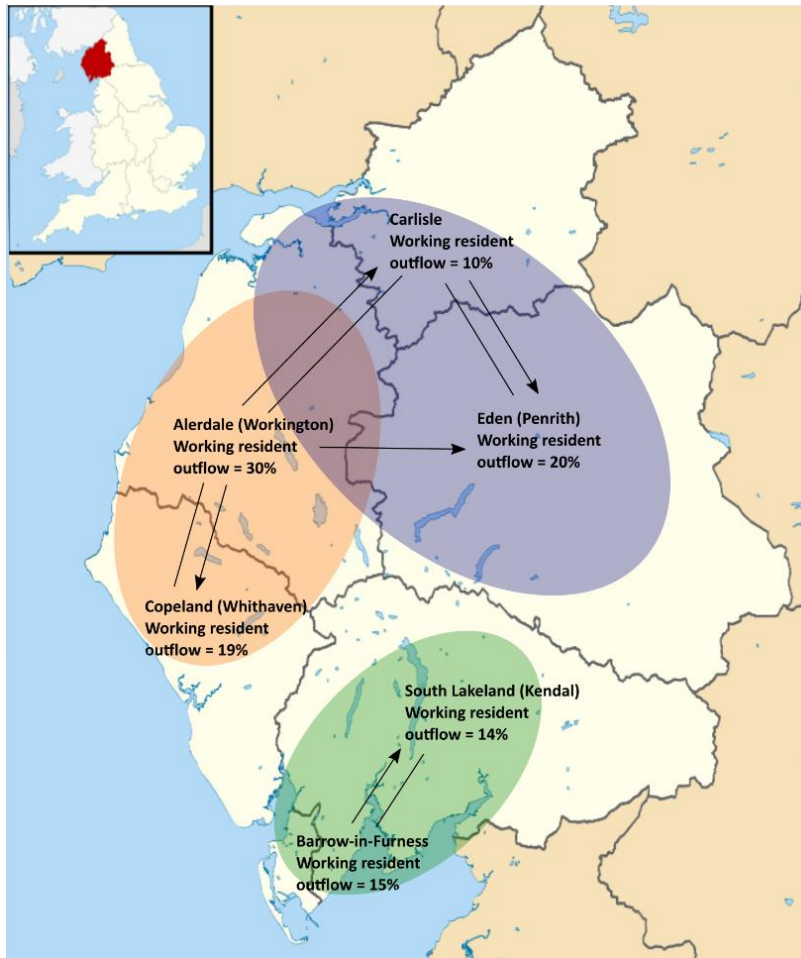 Carlisle
Working resident
outflow = 10%
Alerdale (Workington)
Working resident
outflow = 30%
Eden (Penrith)
Working resident
outflow = 20%
Copeland (Whithaven)
Working resident
outflow = 19%
South Lakeland (Kendal)
Working resident
outflow = 14%
Barrow-in-Furness
Working resident
outflow = 15%